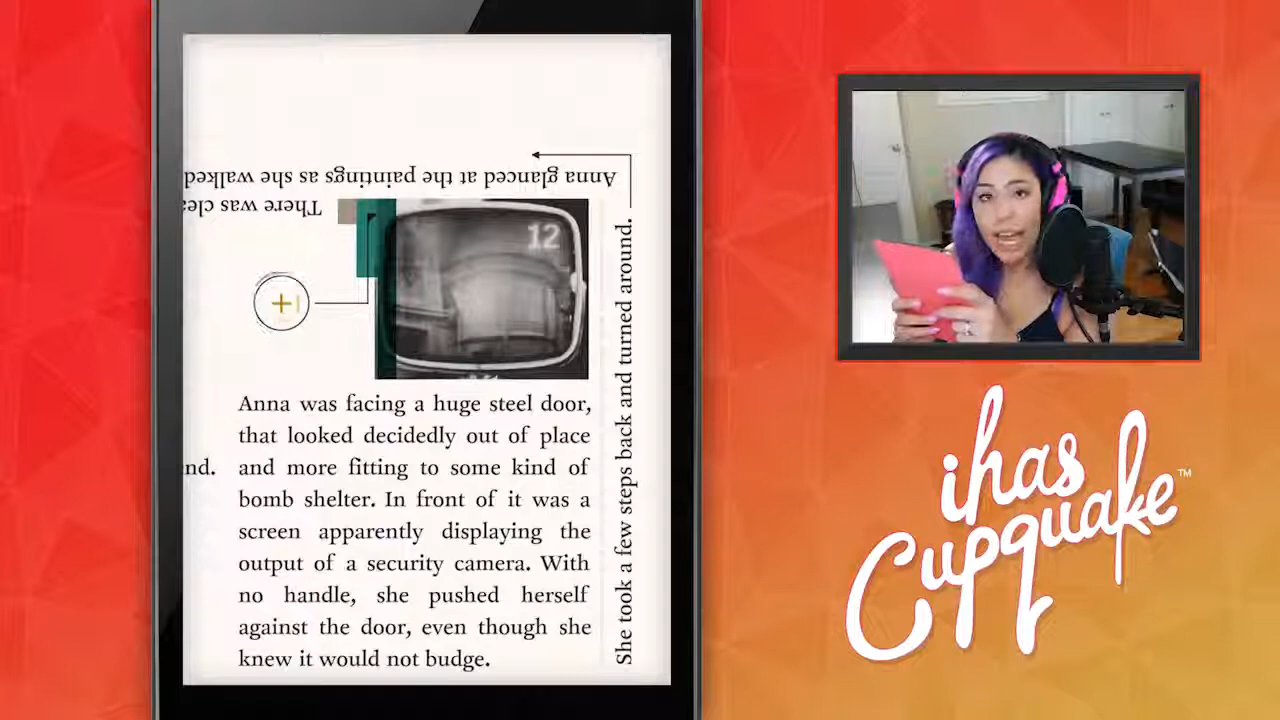 Anna was facing a huge steel door,
that looked decidedly out of place
and more fitting to some kind of
bomb shelter. In front of it was a
screen apparently displaying the
output of a security camera. With
no handle, she pushed herself
against the door, even though she
knew it would not budge.
She took a few steps back and turned around.
Anna glanced at the paintings as she walked
There was clea
nd.
12
ihas
Cupquake™